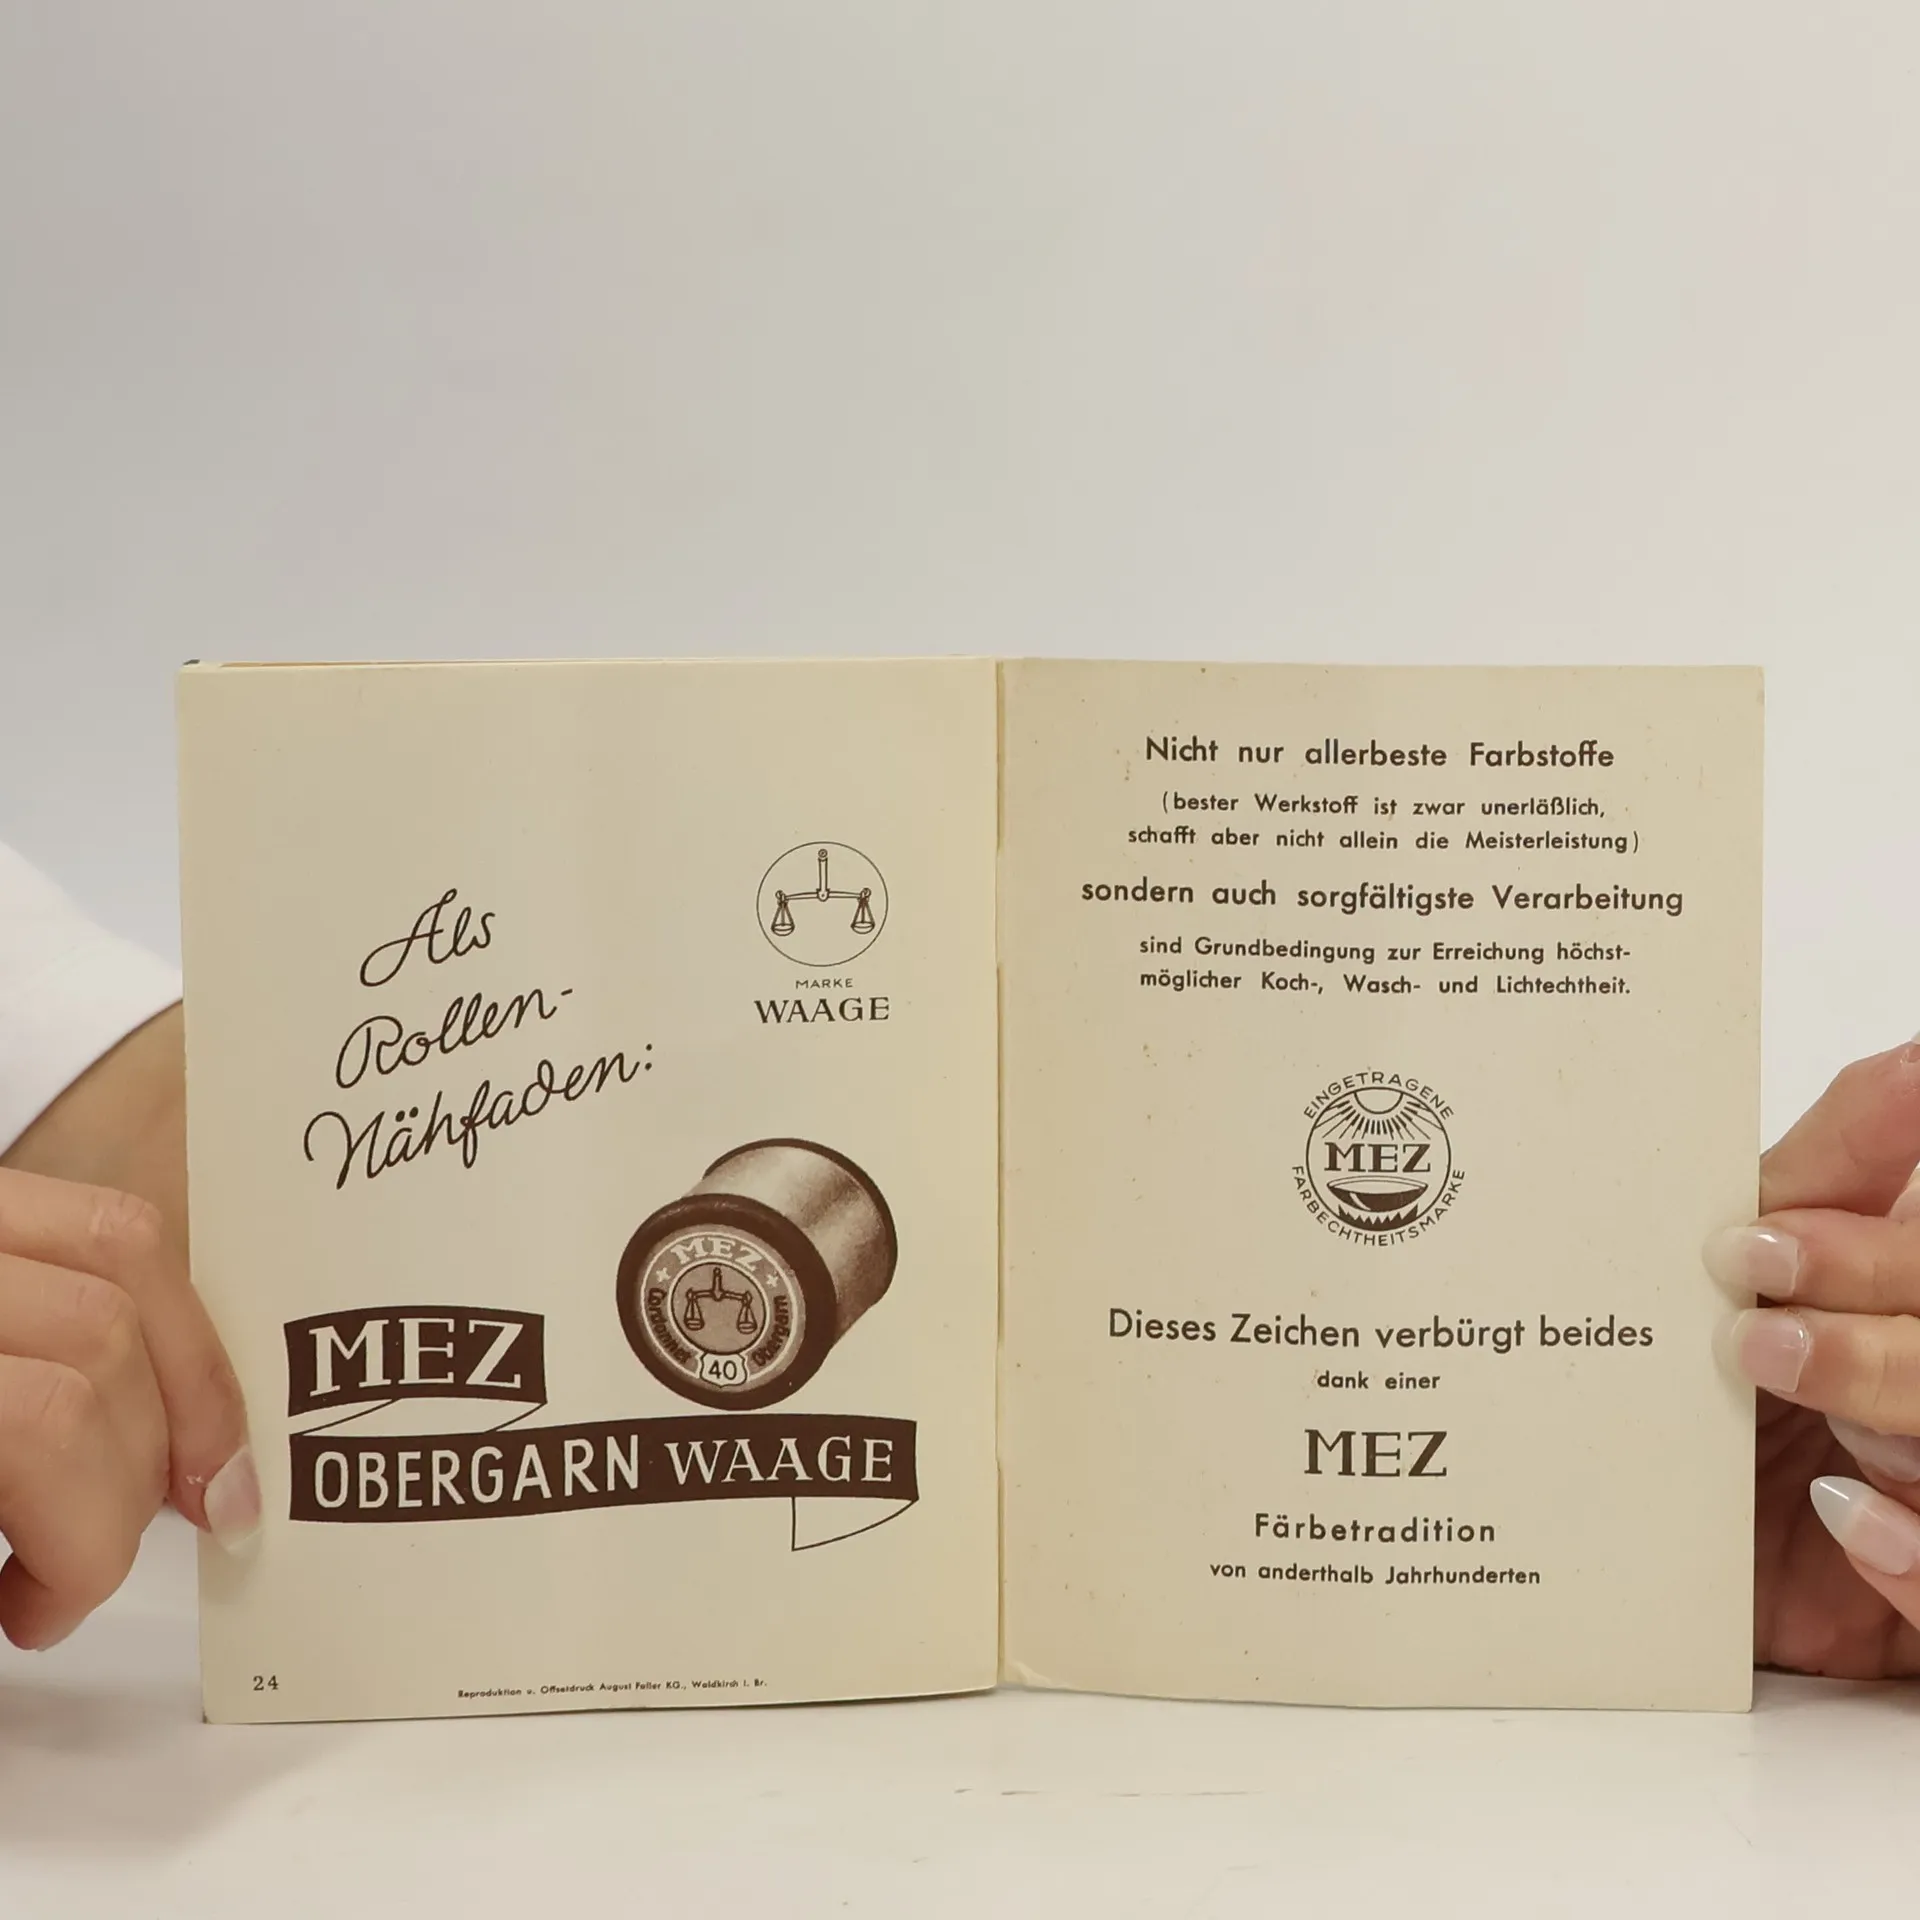 Als
Rollen-
Nähfaden:
MARKE
WAAGE
MEZ
Cordonnet
Obergarn
40
MEZ
OBERGARN WAAGE
24
Reproduktion u. Offsetdruck August Faller KG., Waldkirch i. Br.
Nicht nur allerbeste Farbstoffe
(bester Werkstoff ist zwar unerläßlich,
schafft aber nicht allein die Meisterleistung)
sondern auch sorgfältigste Verarbeitung
sind Grundbedingung zur Erreichung höchst-
möglicher Koch-, Wasch- und Lichtechtheit.
EINGETRAGENE
MEZ
FARBECHTHEITSMARKE
Dieses Zeichen verbürgt beides
dank einer
MEZ
Färbetradition
von anderthalb Jahrhunderten